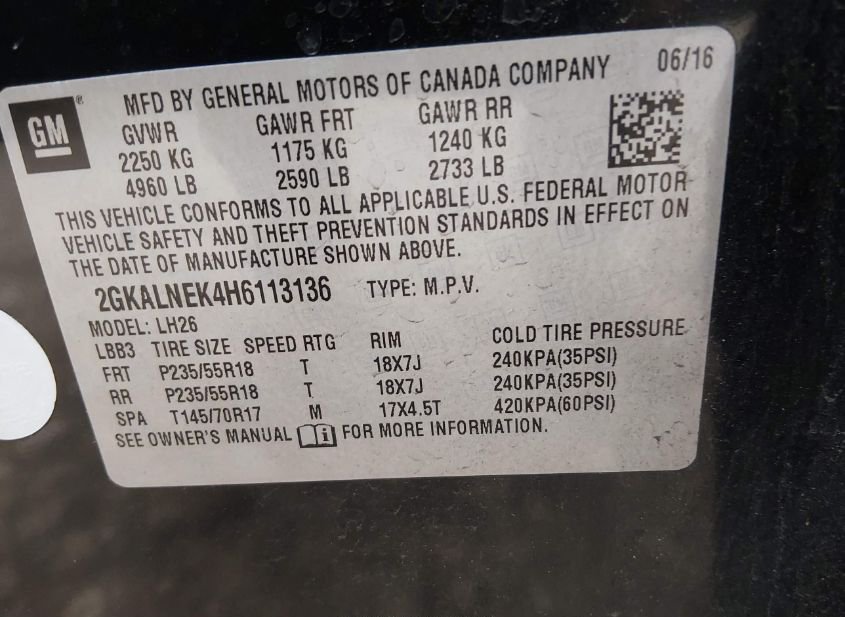 MFD BY GENERAL MOTORS OF CANADA COMPANY 06/16
GM®
GVWR GAWR FRT GAWR RR
2250 KG 1175 KG 1240 KG
4960 LB 2590 LB 2733 LB
THIS VEHICLE CONFORMS TO ALL APPLICABLE U.S. FEDERAL MOTOR
VEHICLE SAFETY AND THEFT PREVENTION STANDARDS IN EFFECT ON
THE DATE OF MANUFACTURE SHOWN ABOVE.
2GKALNEK4H6113136 TYPE: M.P.V.
MODEL: LH26
LBB3 TIRE SIZE SPEED RTG RIM COLD TIRE PRESSURE
FRT P235/55R18 T 18X7J 240KPA(35PSI)
RR P235/55R18 T 18X7J 240KPA(35PSI)
SPA T145/70R17 M 17X4.5T 420KPA(60PSI)
SEE OWNER'S MANUAL i FOR MORE INFORMATION.